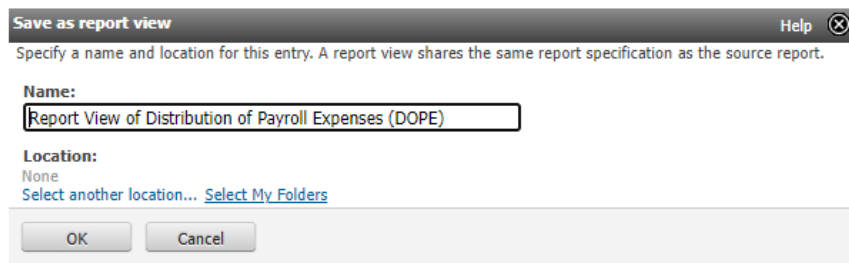 Save as report view Help
Specify a name and location for this entry. A report view shares the same report specification as the source report.
Name:
Report View of Distribution of Payroll Expenses (DOPE)
Location:
None
Select another location... Select My Folders
OK Cancel